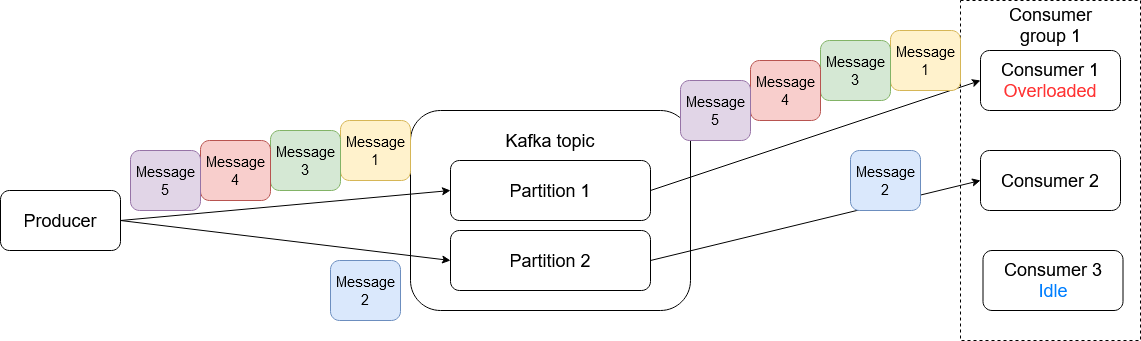 Producer
Message
5
Message
4
Message
3
Message
1
Message
2
Kafka topic
Partition 1
Partition 2
Message
5
Message
4
Message
3
Message
1
Message
2
Consumer
group 1
Consumer 1
Overloaded
Consumer 2
Consumer 3
Idle